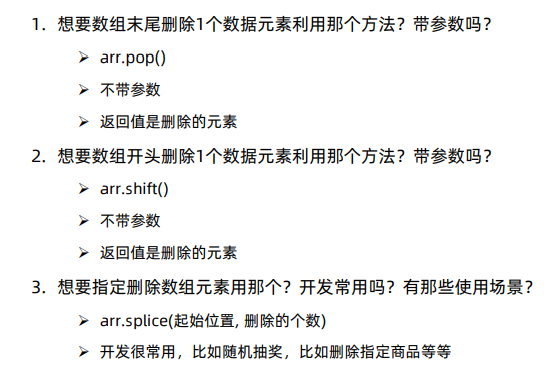 1. 想要数组末尾删除1个数据元素利用那个方法？带参数吗？
➢ arr.pop()
➢ 不带参数
➢ 返回值是删除的元素
2. 想要数组开头删除1个数据元素利用那个方法？带参数吗？
➢ arr.shift()
➢ 不带参数
➢ 返回值是删除的元素
3. 想要指定删除数组元素用那个？开发常用吗？有那些使用场景？
➢ arr.splice(起始位置, 删除的个数)
➢ 开发很常用，比如随机抽奖，比如删除指定商品等等